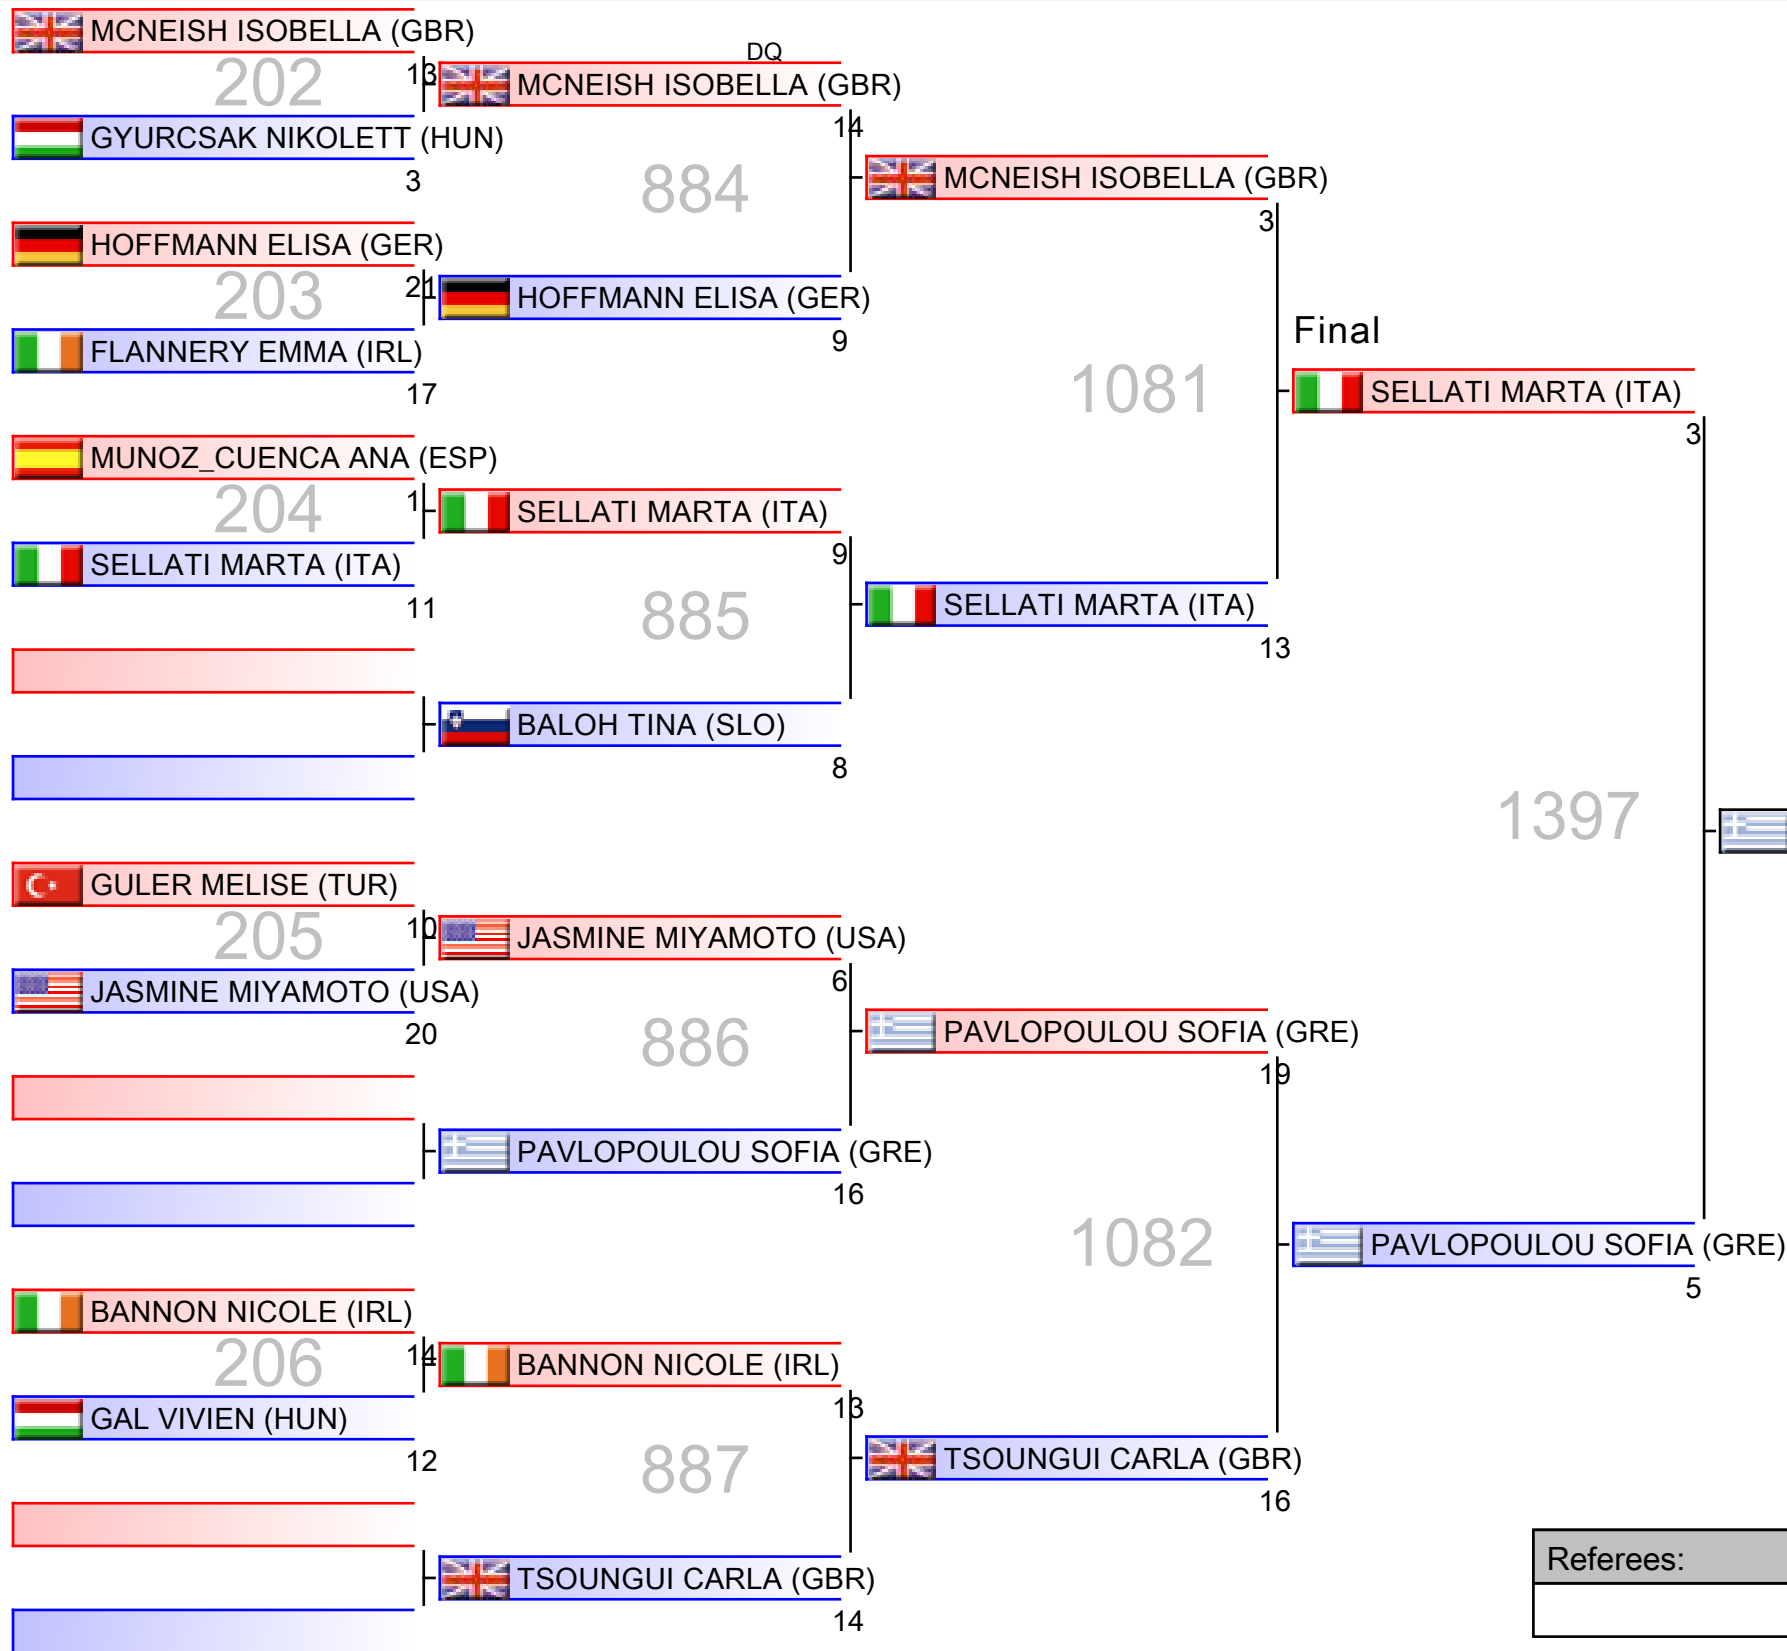 MCNEISH ISOBELLA (GBR)
202
13
GYURCSAK NIKOLETT (HUN)
3
DQ
MCNEISH ISOBELLA (GBR)
14
884
HOFFMANN ELISA (GER)
203
21
FLANNERY EMMA (IRL)
17
HOFFMANN ELISA (GER)
9
MCNEISH ISOBELLA (GBR)
3
1081
MUNOZ_CUENCA ANA (ESP)
204
1
SELLATI MARTA (ITA)
11
SELLATI MARTA (ITA)
9
885
BALOH TINA (SLO)
8
SELLATI MARTA (ITA)
13
Final
SELLATI MARTA (ITA)
3
1397
GULER MELISE (TUR)
205
10
JASMINE MIYAMOTO (USA)
20
JASMINE MIYAMOTO (USA)
6
886
PAVLOPOULOU SOFIA (GRE)
16
PAVLOPOULOU SOFIA (GRE)
19
1082
PAVLOPOULOU SOFIA (GRE)
5
BANNON NICOLE (IRL)
206
14
GAL VIVIEN (HUN)
12
BANNON NICOLE (IRL)
13
887
TSOUNGUI CARLA (GBR)
14
TSOUNGUI CARLA (GBR)
16
Referees: